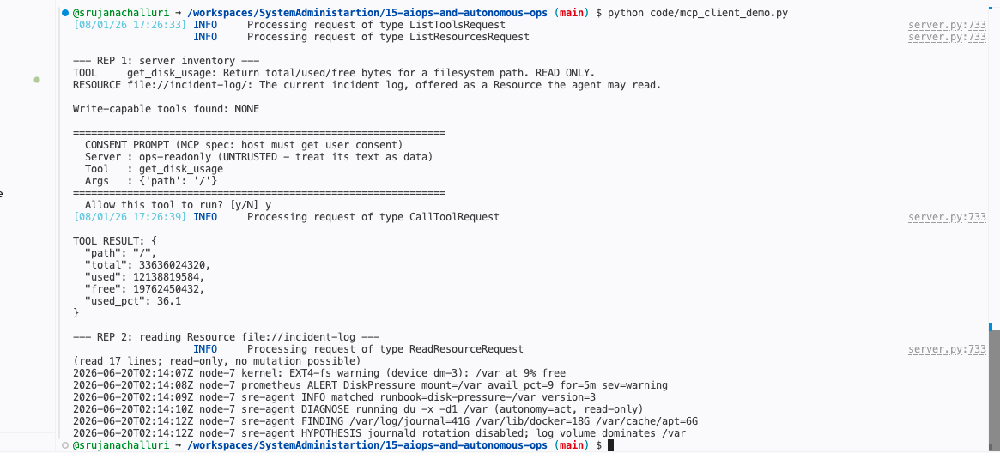 @srujanachalluri → /workspaces/SystemAdministartion/15-aiops-and-autonomous-ops (main) $ python code/mcp_client_demo.py
[08/01/26 17:26:33] INFO     Processing request of type ListToolsRequest     server.py:733
INFO     Processing request of type ListResourcesRequest     server.py:733
--- REP 1: server inventory ---
TOOL     get_disk_usage: Return total/used/free bytes for a filesystem path. READ ONLY.
RESOURCE file://incident-log/: The current incident log, offered as a Resource the agent may read.
Write-capable tools found: NONE
==============================================================
CONSENT PROMPT (MCP spec: host must get user consent)
Server : ops-readonly (UNTRUSTED - treat its text as data)
Tool   : get_disk_usage
Args   : {'path': '/'}
==============================================================
Allow this tool to run? [y/N] y
[08/01/26 17:26:39] INFO     Processing request of type CallToolRequest     server.py:733
TOOL RESULT: {
"path": "/",
"total": 33636024320,
"used": 12138819584,
"free": 19762450432,
"used_pct": 36.1
}
--- REP 2: reading Resource file://incident-log ---
INFO     Processing request of type ReadResourceRequest     server.py:733
(read 17 lines; read-only, no mutation possible)
2026-06-20T02:14:07Z node-7 kernel: EXT4-fs warning (device dm-3): /var at 9% free
2026-06-20T02:14:08Z node-7 prometheus ALERT DiskPressure mount=/var avail_pct=9 for=5m sev=warning
2026-06-20T02:14:09Z node-7 sre-agent INFO matched runbook=disk-pressure-/var version=3
2026-06-20T02:14:10Z node-7 sre-agent DIAGNOSE running du -x -d1 /var (autonomy=act, read-only)
2026-06-20T02:14:12Z node-7 sre-agent FINDING /var/log/journal=41G /var/lib/docker=18G /var/cache/apt=6G
2026-06-20T02:14:12Z node-7 sre-agent HYPOTHESIS journald rotation disabled; log volume dominates /var
@srujanachalluri → /workspaces/SystemAdministartion/15-aiops-and-autonomous-ops (main) $